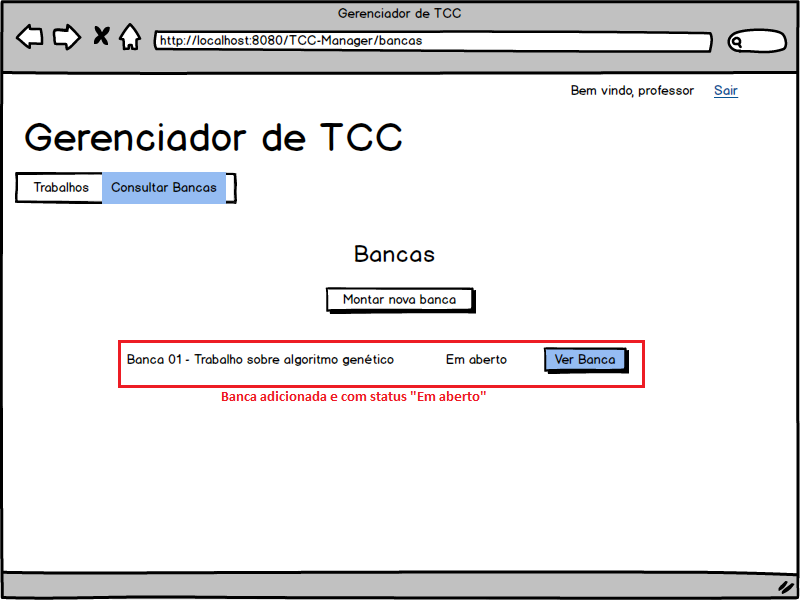 Gerenciador de TCC
http://localhost:8080/TCC-Manager/bancas
Bem vindo, professor Sair
Gerenciador de TCC
Trabalhos Consultar Bancas
Bancas
Montar nova banca
Banca 01 - Trabalho sobre algoritmo genético Em aberto Ver Banca
Banca adicionada e com status "Em aberto"